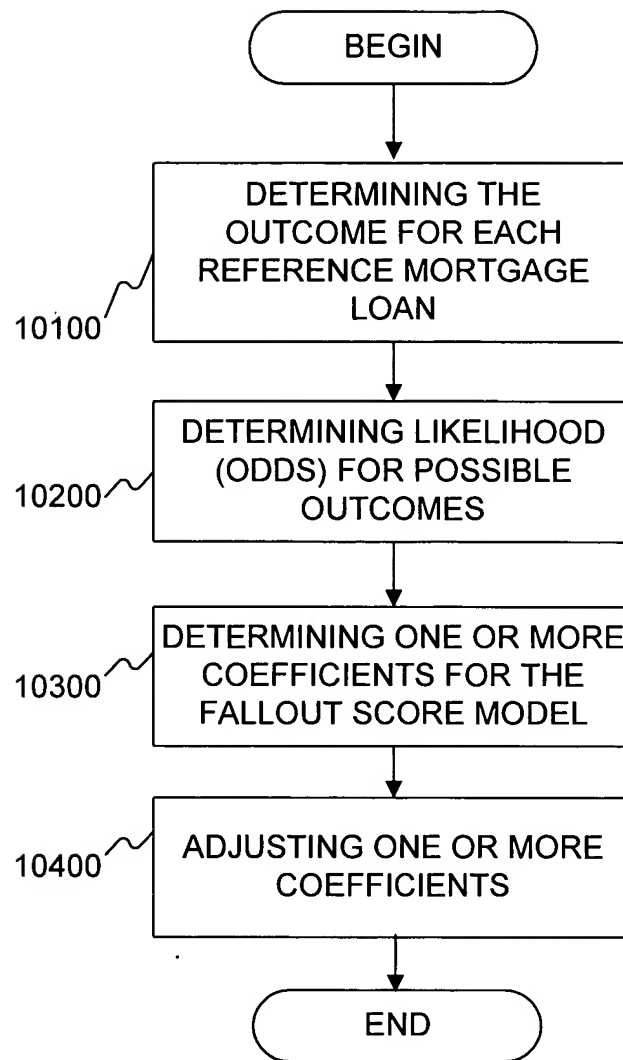 BEGIN
DETERMINING THE
OUTCOME FOR EACH
REFERENCE MORTGAGE
LOAN
10100
DETERMINING LIKELIHOOD
(ODDS) FOR POSSIBLE
OUTCOMES
10200
DETERMINING ONE OR MORE
COEFFICIENTS FOR THE
FALLOUT SCORE MODEL
10300
ADJUSTING ONE OR MORE
COEFFICIENTS
10400
END